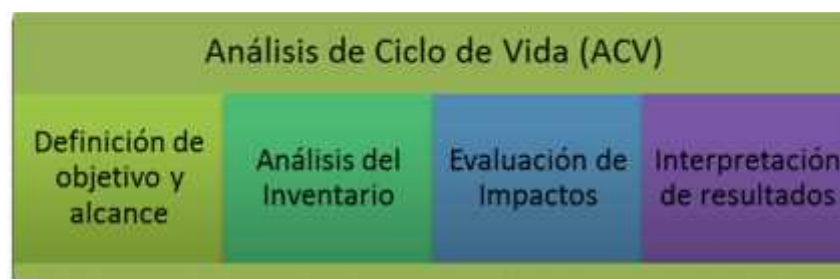 Análisis de Ciclo de Vida (ACV)
Definición de
objetivo y
alcance
Análisis del
Inventario
Evaluación de
Impactos
Interpretación
de resultados